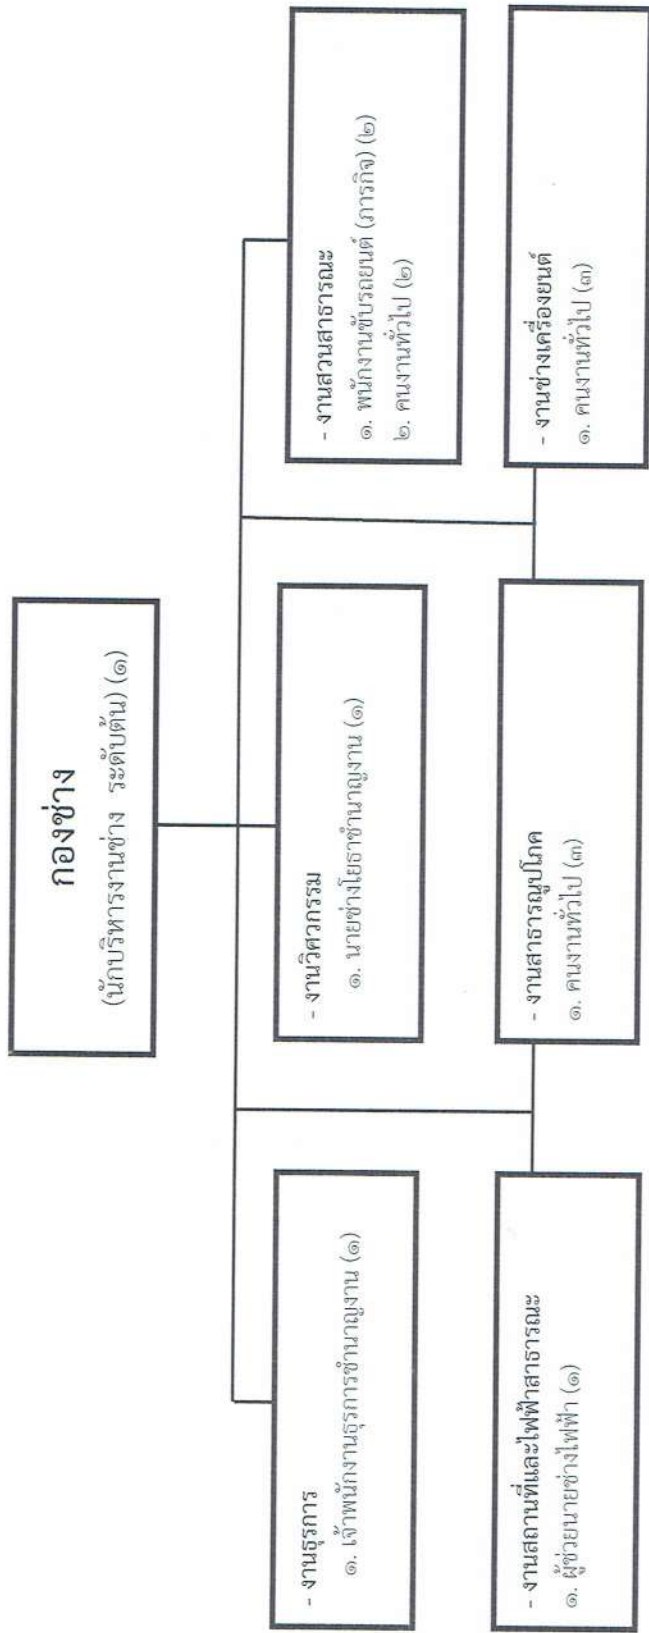 กองช่าง
(นักบริหารงานช่าง ระดับต้น) (๑)
- งานธุรการ
๑. เจ้าพนักงานธุรการชำนาญงาน (๑)
- งานวิศวกรรม
๑. นายช่างโยธาชำนาญงาน (๑)
- งานสวนสาธารณะ
๑. พนักงานขับรถยนต์ (ภารกิจ) (๒)
๒. คนงานทั่วไป (๒)
- งานสถานที่และไฟฟ้าสาธารณะ
๑. ผู้ช่วยนายช่างไฟฟ้า (๑)
- งานสาธารณูปโภค
๑. คนงานทั่วไป (๓)
- งานช่างเครื่องยนต์
๑. คนงานทั่วไป (๓)